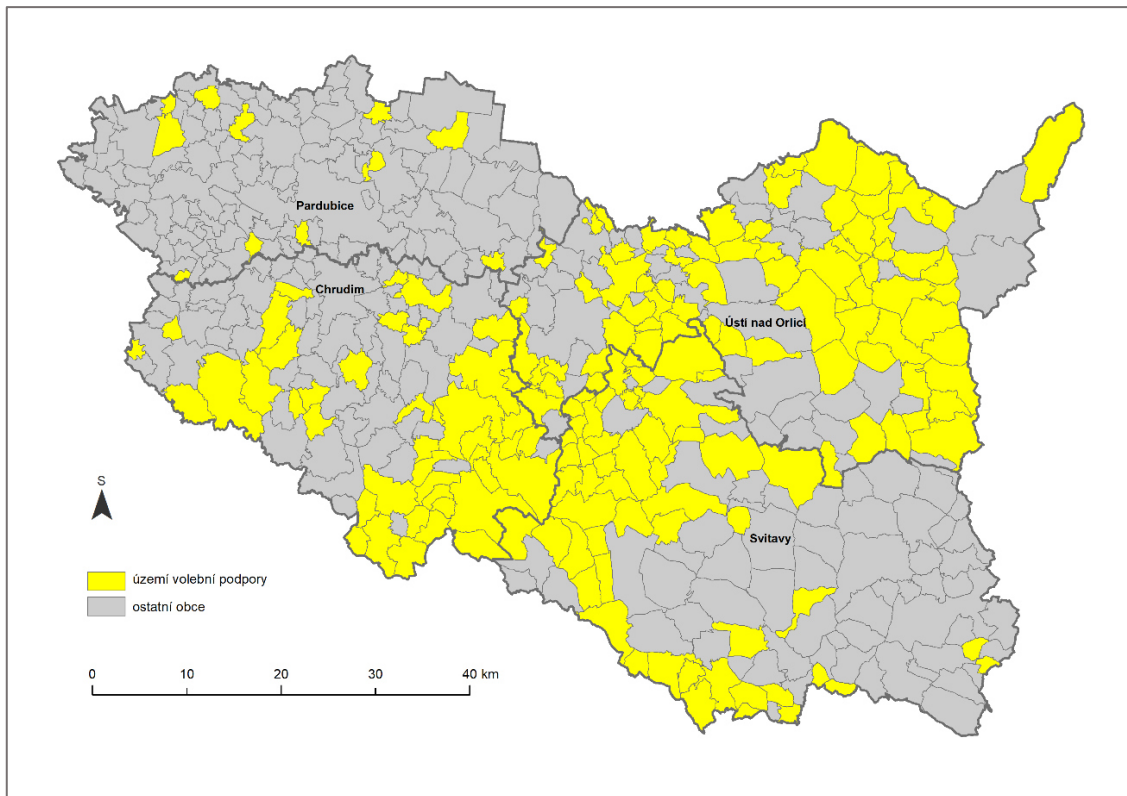 Pardubice
Chrudim
Ústí nad Orlicí
Svitavy
S
území volební podpory
ostatní obce
0 10 20 30 40 km